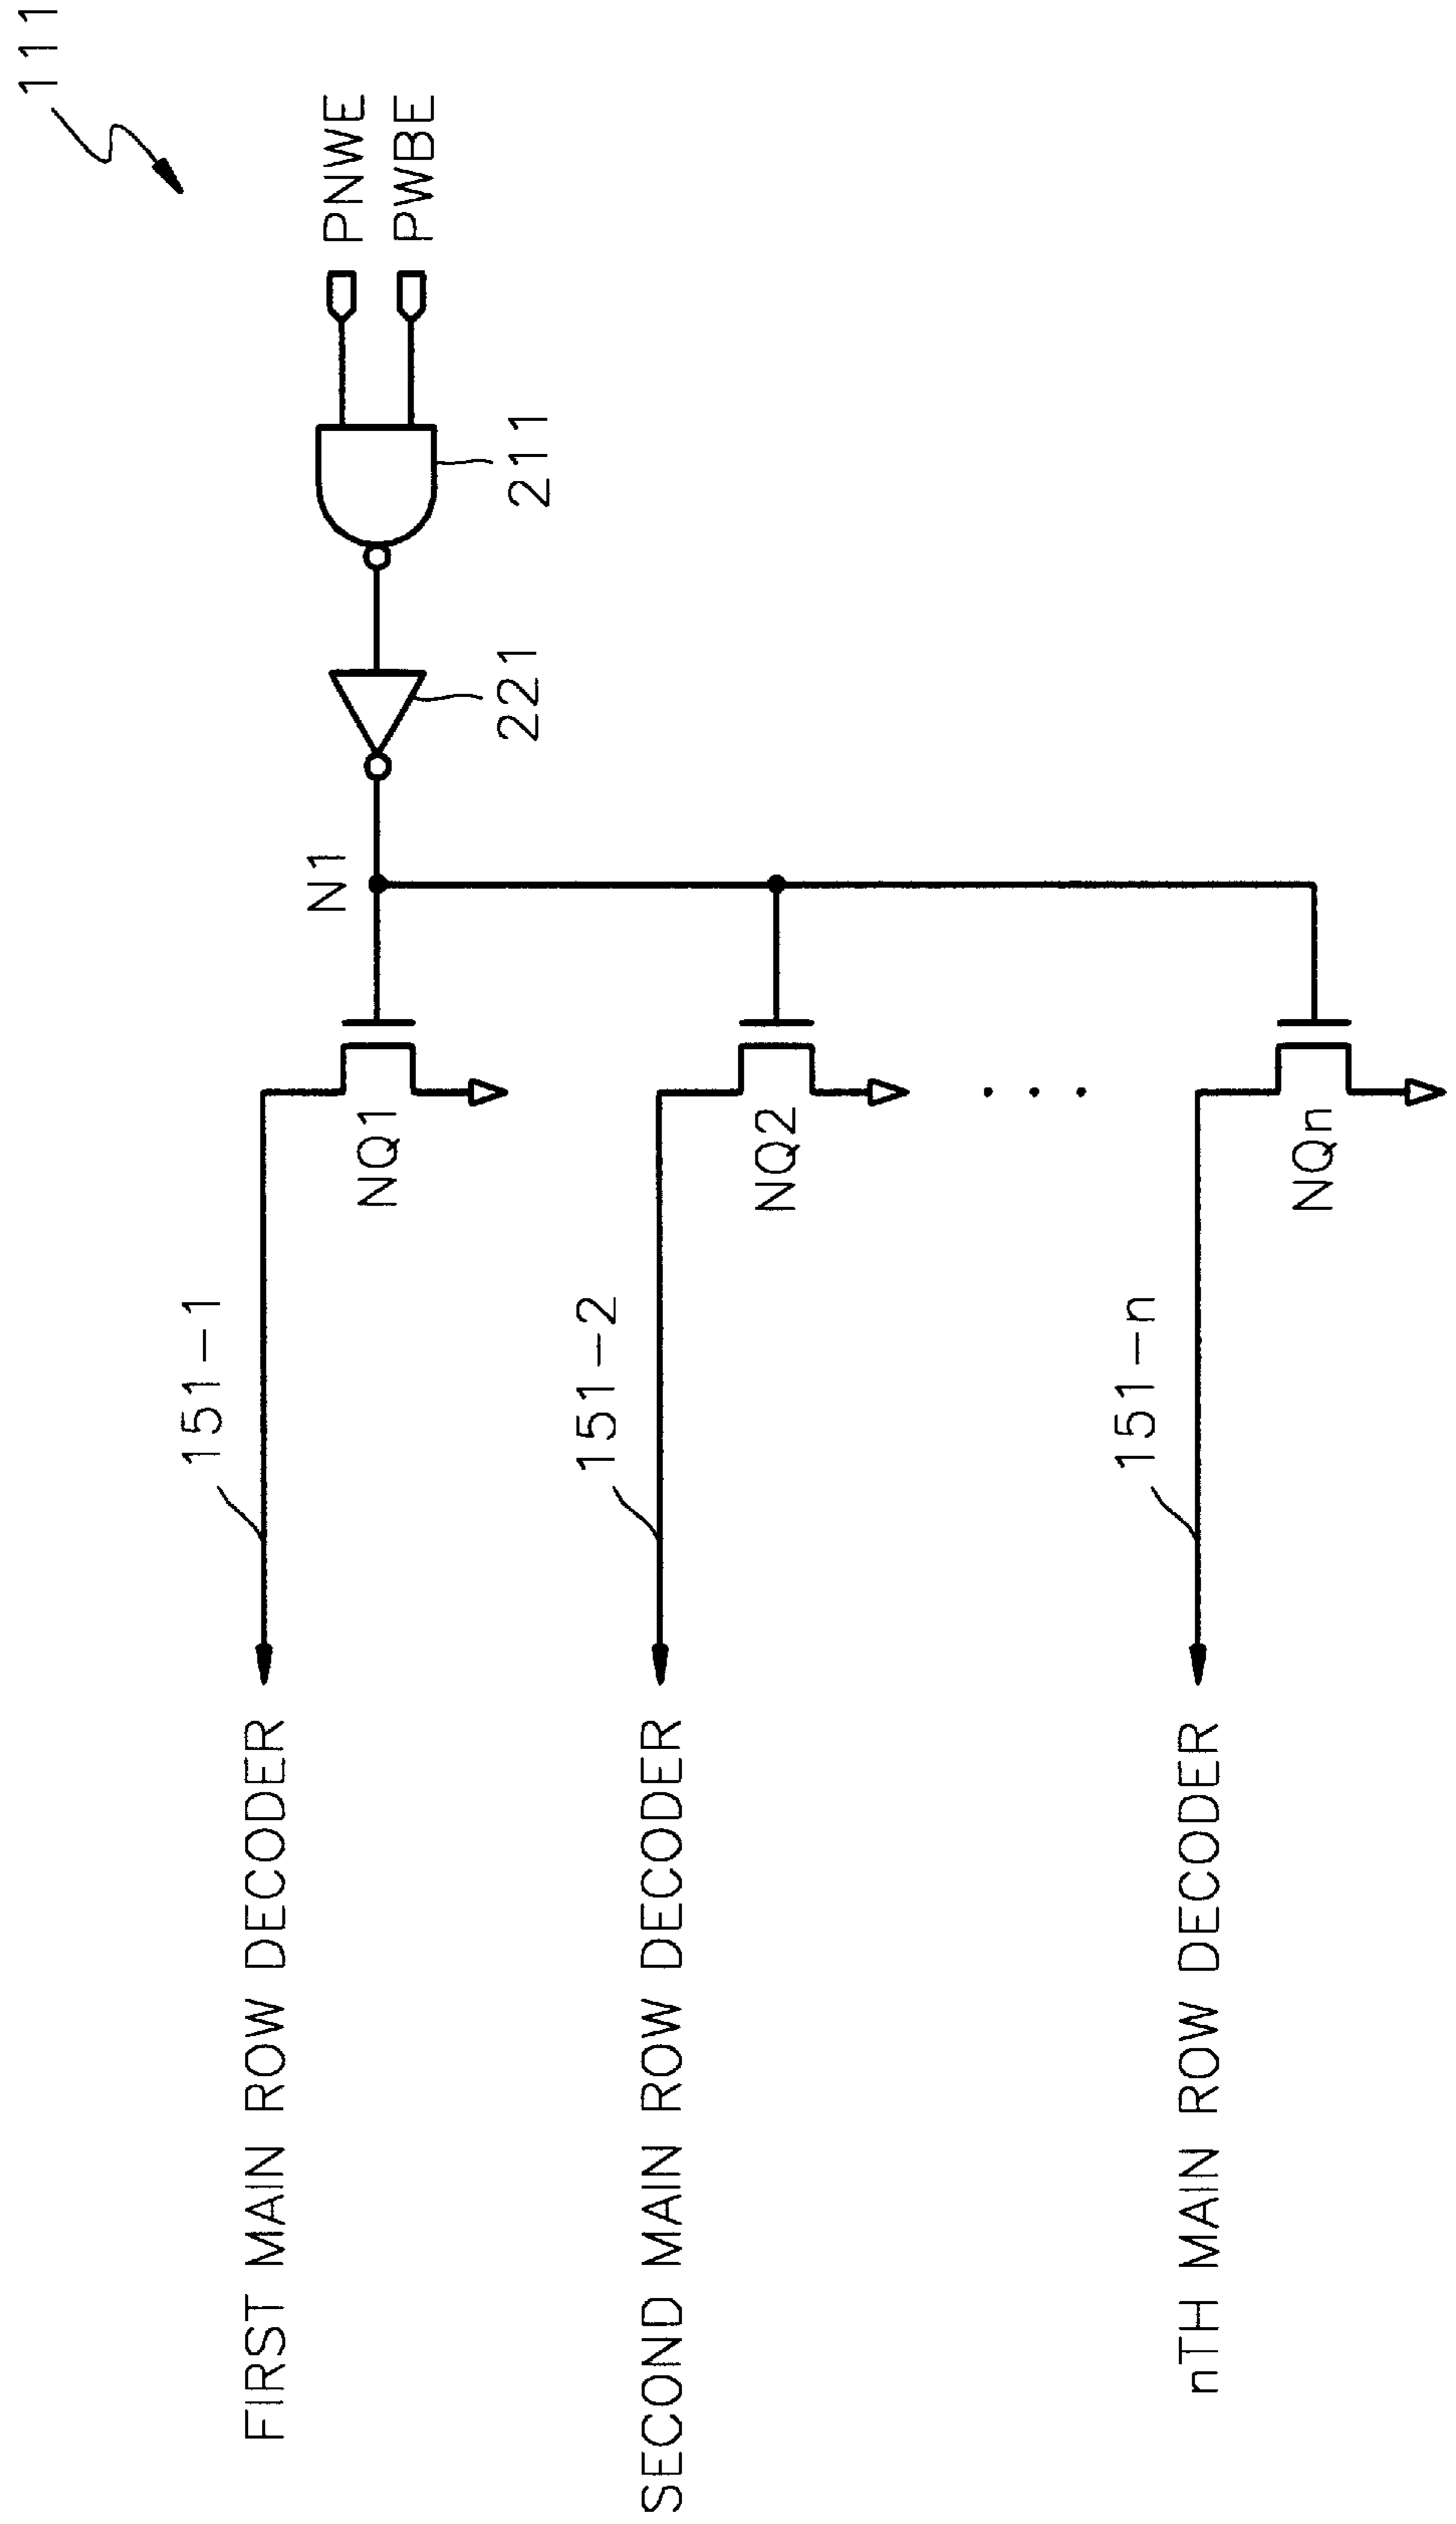 111
PNWE
PWBE
211
221
N1
NQ1
151-1
FIRST MAIN ROW DECODER
NQ2
151-2
SECOND MAIN ROW DECODER
. . .
NQn
151-n
nTH MAIN ROW DECODER